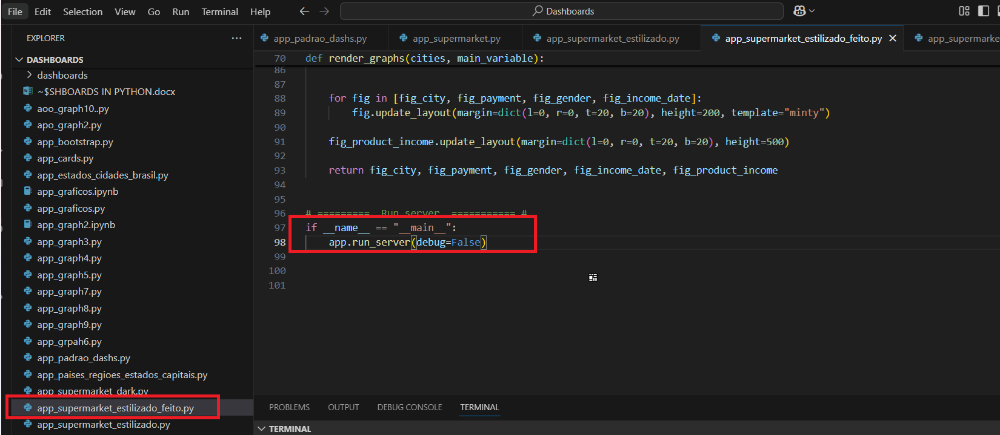 File Edit Selection View Go Run Terminal Help
Dashboards
EXPLORER
DASHBOARDS
dashboards
~$SHBOARDS IN PYTHON.docx
aoo_graph10..py
apo_graph2.py
app_bootstrap.py
app_cards.py
app_estados_cidades_brasil.py
app_graficos.ipynb
app_graficos.py
app_graph2.ipynb
app_graph3.py
app_graph4.py
app_graph5.py
app_graph7.py
app_graph8.py
app_graph9.py
app_grpah6.py
app_padrao_dashs.py
app_paises_regioes_estados_capitais.py
app_supermarket_dark.py
app_supermarket_estilizado_feito.py
app_supermarket_estilizado.py
app_padrao_dashs.py app_supermarket.py app_supermarket_estilizado.py app_supermarket_estilizado_feito.py app_supermarke
70 def render_graphs(cities, main_variable):
86
87
88 for fig in [fig_city, fig_payment, fig_gender, fig_income_date]:
89 fig.update_layout(margin=dict(l=0, r=0, t=20, b=20), height=200, template="minty")
90
91 fig_product_income.update_layout(margin=dict(l=0, r=0, t=20, b=20), height=500)
92
93 return fig_city, fig_payment, fig_gender, fig_income_date, fig_product_income
94
95
96 # ========= Run server =========== #
97 if __name__ == "__main__":
98 app.run_server(debug=False)
99
100
101
PROBLEMS OUTPUT DEBUG CONSOLE TERMINAL
TERMINAL